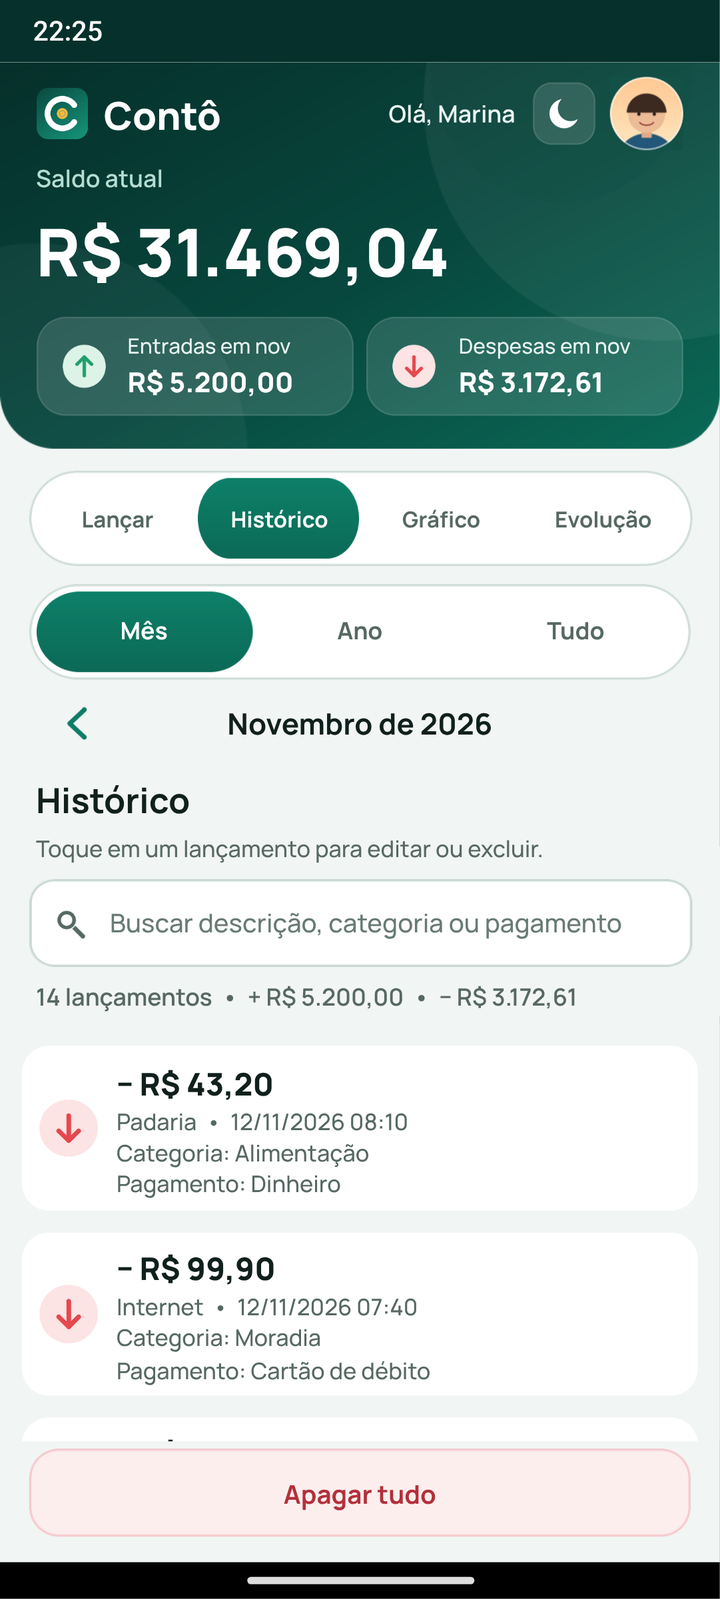 22:25
Contô
Olá, Marina
Saldo atual
R$ 31.469,04
Entradas em nov
R$ 5.200,00
Despesas em nov
R$ 3.172,61
Lançar
Histórico
Gráfico
Evolução
Mês
Ano
Tudo
Novembro de 2026
Histórico
Toque em um lançamento para editar ou excluir.
Buscar descrição, categoria ou pagamento
14 lançamentos • + R$ 5.200,00 • − R$ 3.172,61
− R$ 43,20
Padaria • 12/11/2026 08:10
Categoria: Alimentação
Pagamento: Dinheiro
− R$ 99,90
Internet • 12/11/2026 07:40
Categoria: Moradia
Pagamento: Cartão de débito
Apagar tudo